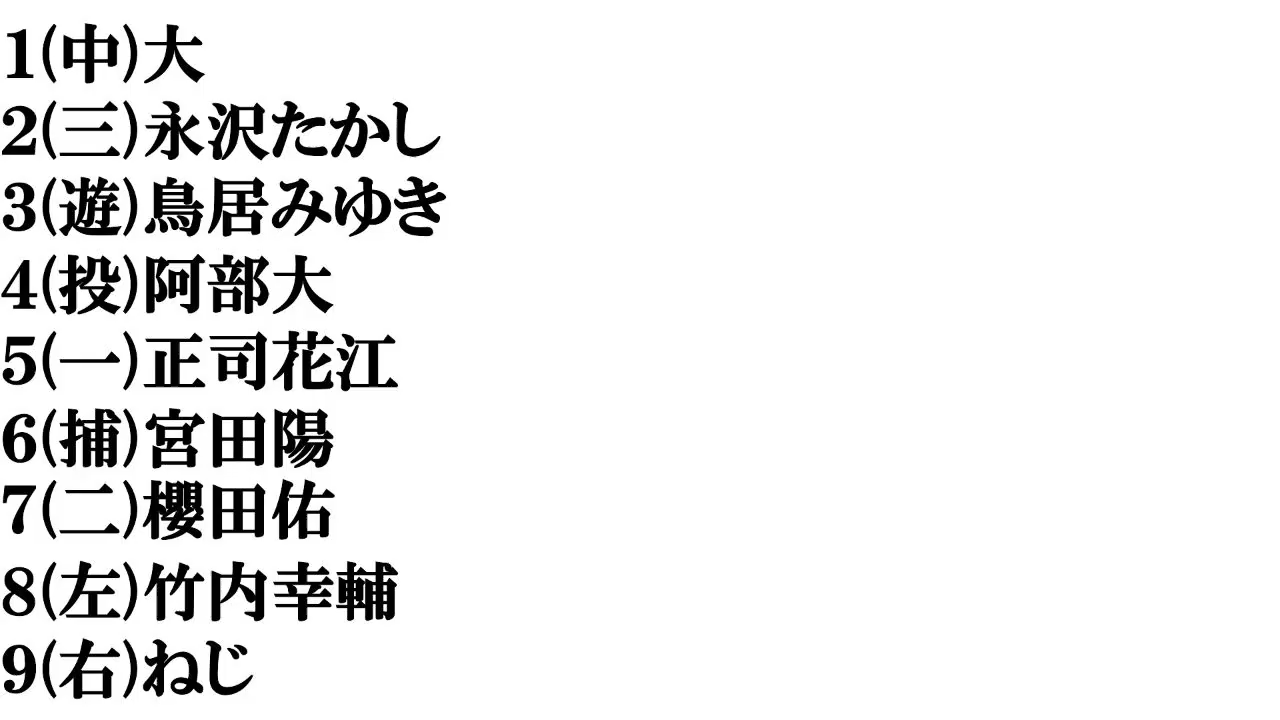 1(中)大
2(三)永沢たかし
3(遊)鳥居みゆき
4(投)阿部大
5(一)正司花江
6(捕)宮田陽
7(二)櫻田佑
8(左)竹内幸輔
9(右)ねじ